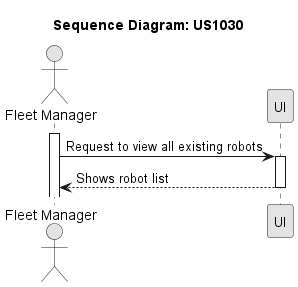 Sequence Diagram: US1030
Fleet Manager
UI
Request to view all existing robots
Shows robot list
Fleet Manager
UI